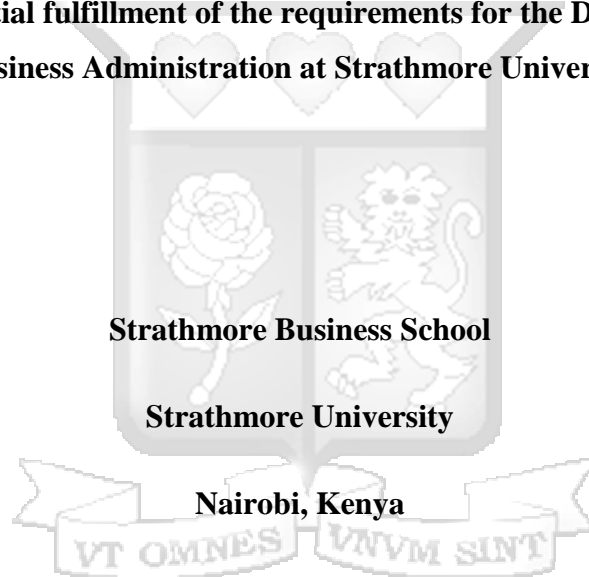 tial fulfillment of the requirements for the D
siness Administration at Strathmore Univer
Strathmore Business School
Strathmore University
Nairobi, Kenya
VT OMNES VNVM SINT